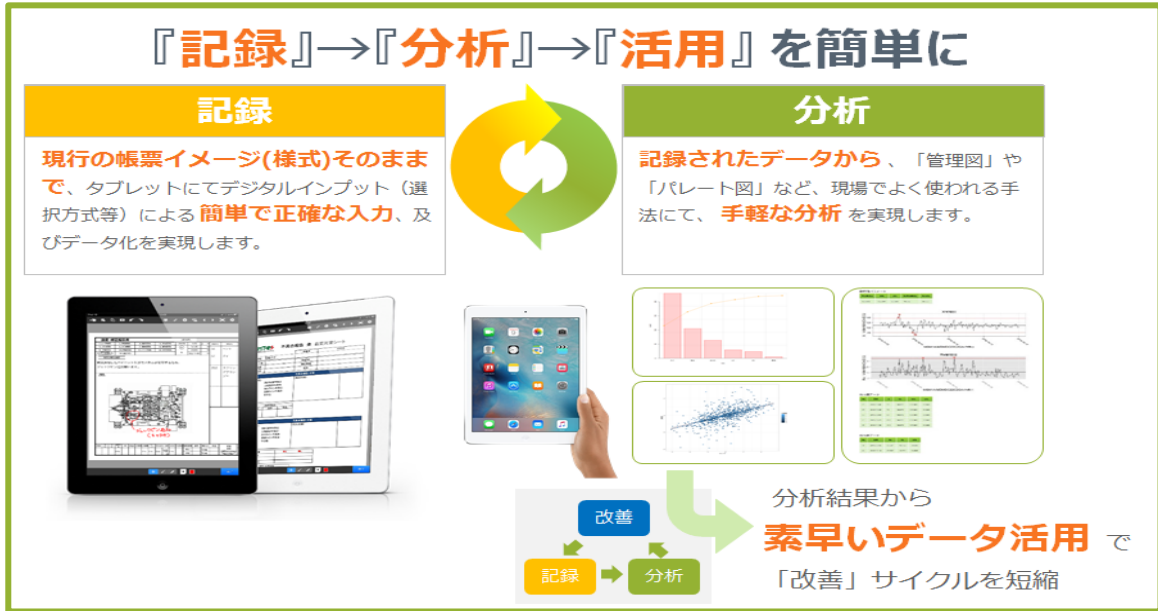 『記録』→『分析』→『活用』を簡単に
記録
現行の帳票イメージ(様式)そのまま
で、タブレットにてデジタルインプット（選
択方式等）による 簡単で正確な入力、及
びデータ化を実現します。
分析
記録されたデータから 、「管理図」や
「パレート図」など、現場でよく使われる手
法にて、 手軽な分析 を実現します。
改善
記録
分析
分析結果から
素早いデータ活用 で
「改善」サイクルを短縮